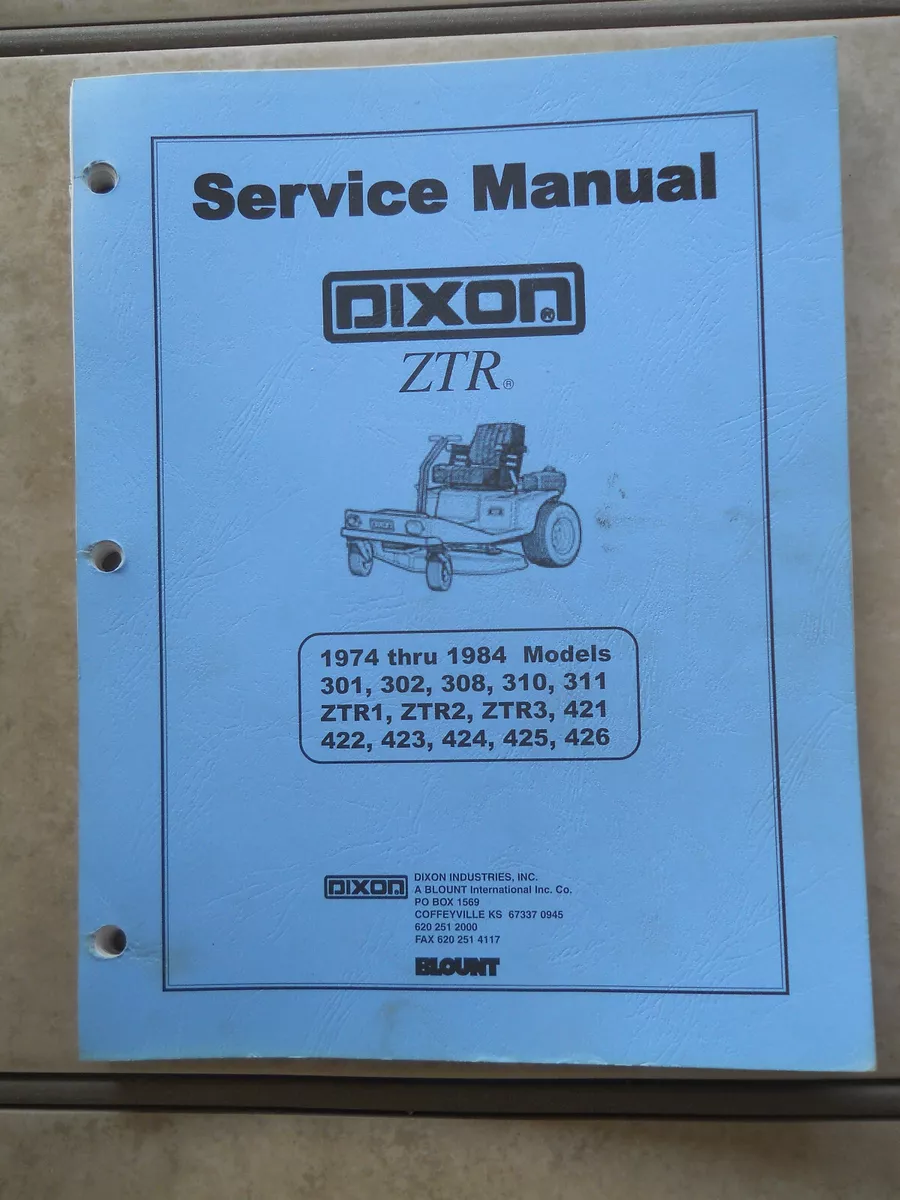 Service Manual
DIXON®
ZTR®
DIXON
1974 thru 1984 Models
301, 302, 308, 310, 311
ZTR1, ZTR2, ZTR3, 421
422, 423, 424, 425, 426
DIXON
DIXON INDUSTRIES, INC.
A BLOUNT International Inc. Co.
PO BOX 1569
COFFEYVILLE KS 67337 0945
620 251 2000
FAX 620 251 4117
BLOUNT